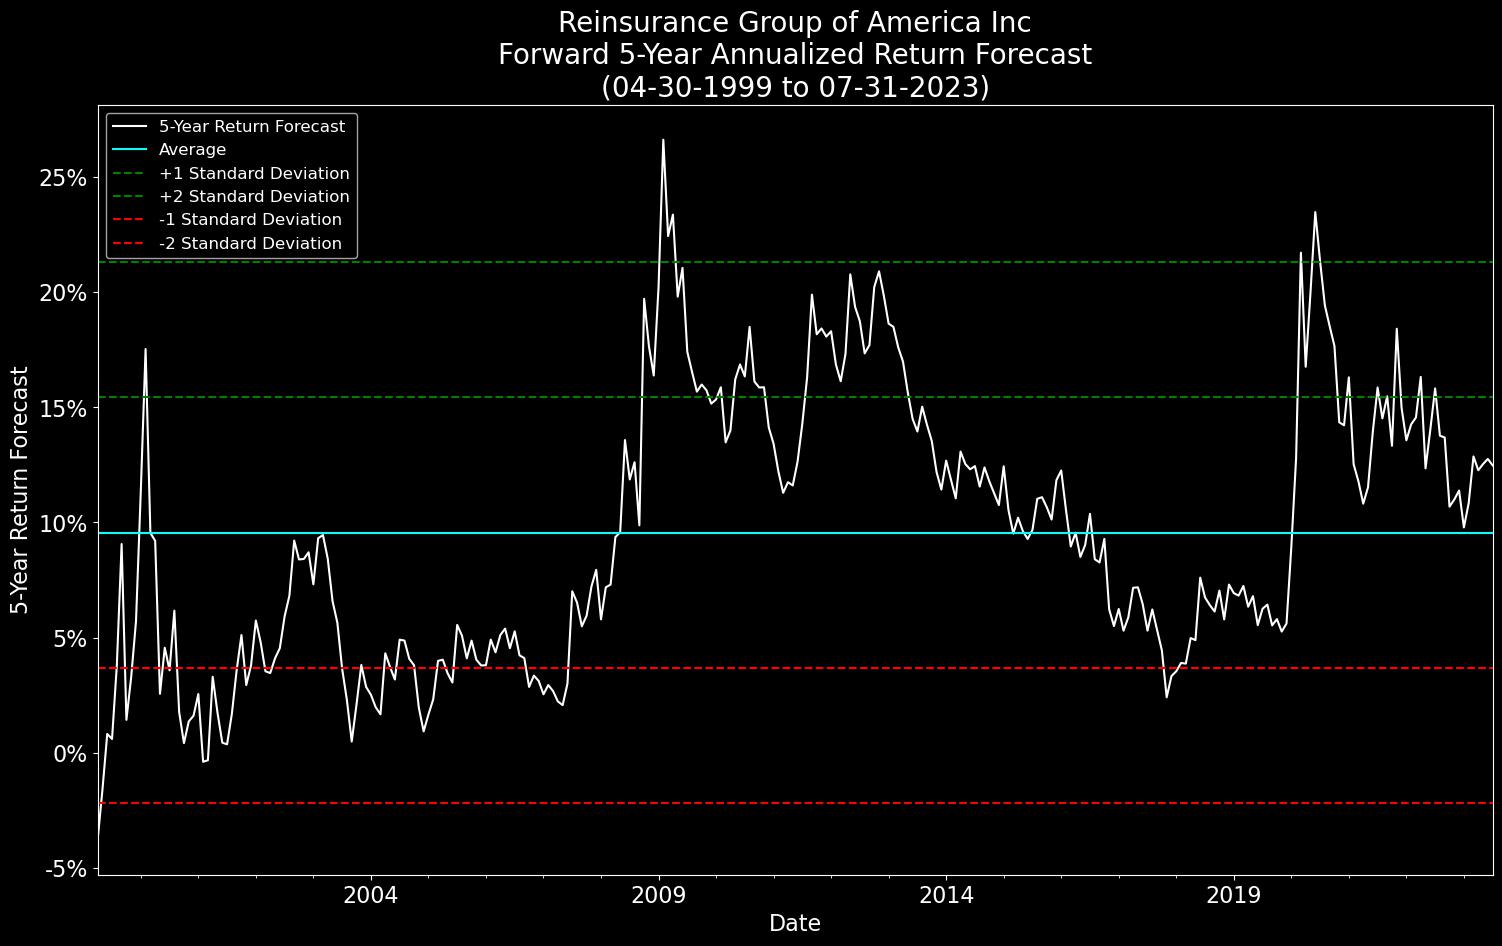 Reinsurance Group of America Inc
Forward 5-Year Annualized Return Forecast
(04-30-1999 to 07-31-2023)
5-Year Return Forecast
Average
+1 Standard Deviation
+2 Standard Deviation
-1 Standard Deviation
-2 Standard Deviation
25%
20%
15%
10%
5%
0%
-5%
5-Year Return Forecast
2004
2009
2014
2019
Date